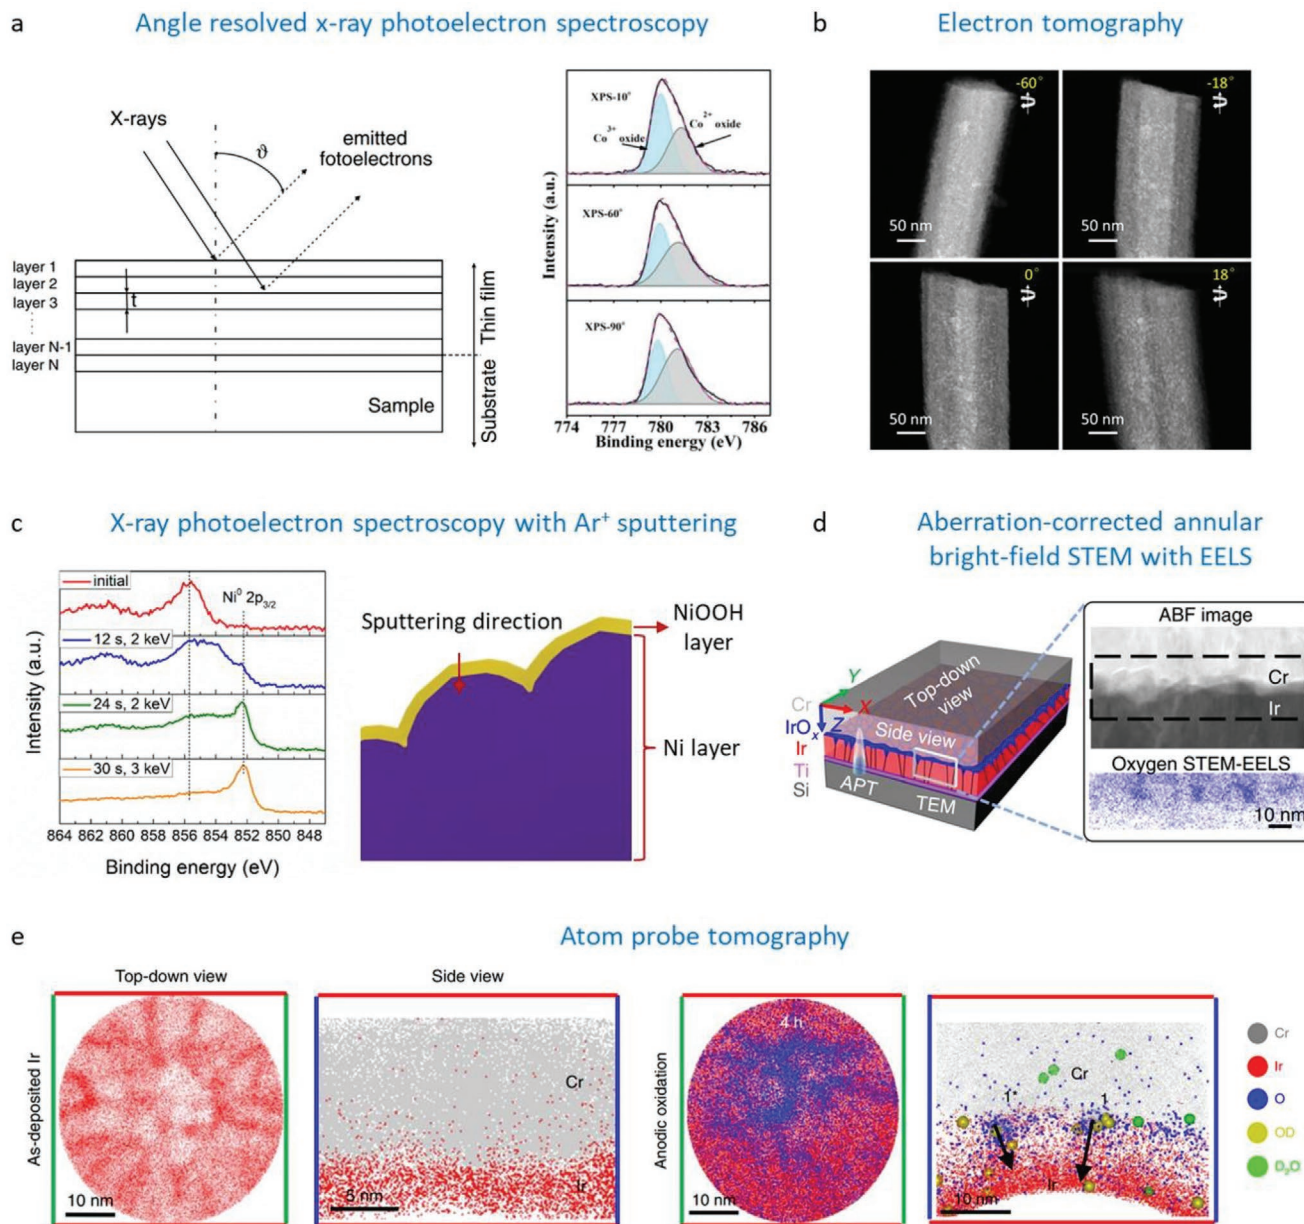 a
Angle resolved x-ray photoelectron spectroscopy
X-rays
ϑ
emitted
fotoelectrons
layer 1
layer 2
layer 3
t
layer N-1
layer N
Sample
Thin film
Substrate
XPS-10°
Co³⁺ oxide
Co²⁺ oxide
XPS-60°
XPS-90°
Intensity (a.u.)
774 777 780 783 786
Binding energy (eV)
b
Electron tomography
-60°
50 nm
-18°
50 nm
0°
50 nm
18°
50 nm
c
X-ray photoelectron spectroscopy with Ar⁺ sputtering
initial
Ni⁰ 2p₃/₂
12 s, 2 keV
24 s, 2 keV
30 s, 3 keV
Intensity (a.u.)
864 862 860 858 856 854 852 850 848
Binding energy (eV)
Sputtering direction
NiOOH
layer
Ni layer
d
Aberration-corrected annular
bright-field STEM with EELS
Top-down
view
Side view
Y
X
Z
Cr
IrOₓ
Ir
Ti
Si
APT
TEM
ABF image
Cr
Ir
Oxygen STEM-EELS
10 nm
e
Atom probe tomography
Top-down view
Side view
As-deposited Ir
10 nm
Cr
Ir
5 nm
Anodic oxidation
4 h
10 nm
Cr
1*
1
Ir
10 nm
Cr
Ir
O
OD
D₂O